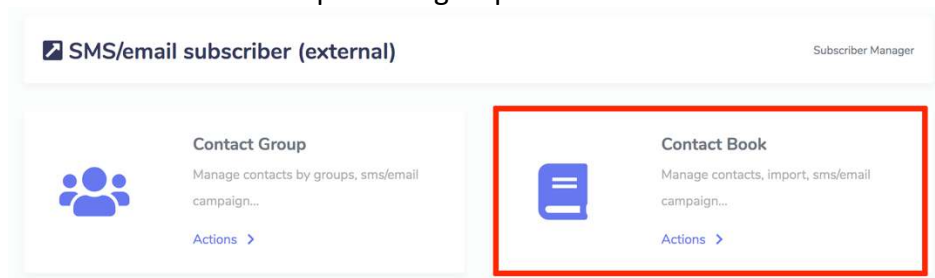 SMS/email subscriber (external)
Subscriber Manager
Contact Group
Manage contacts by groups, sms/email
campaign...
Actions >
Contact Book
Manage contacts, import, sms/email
campaign...
Actions >